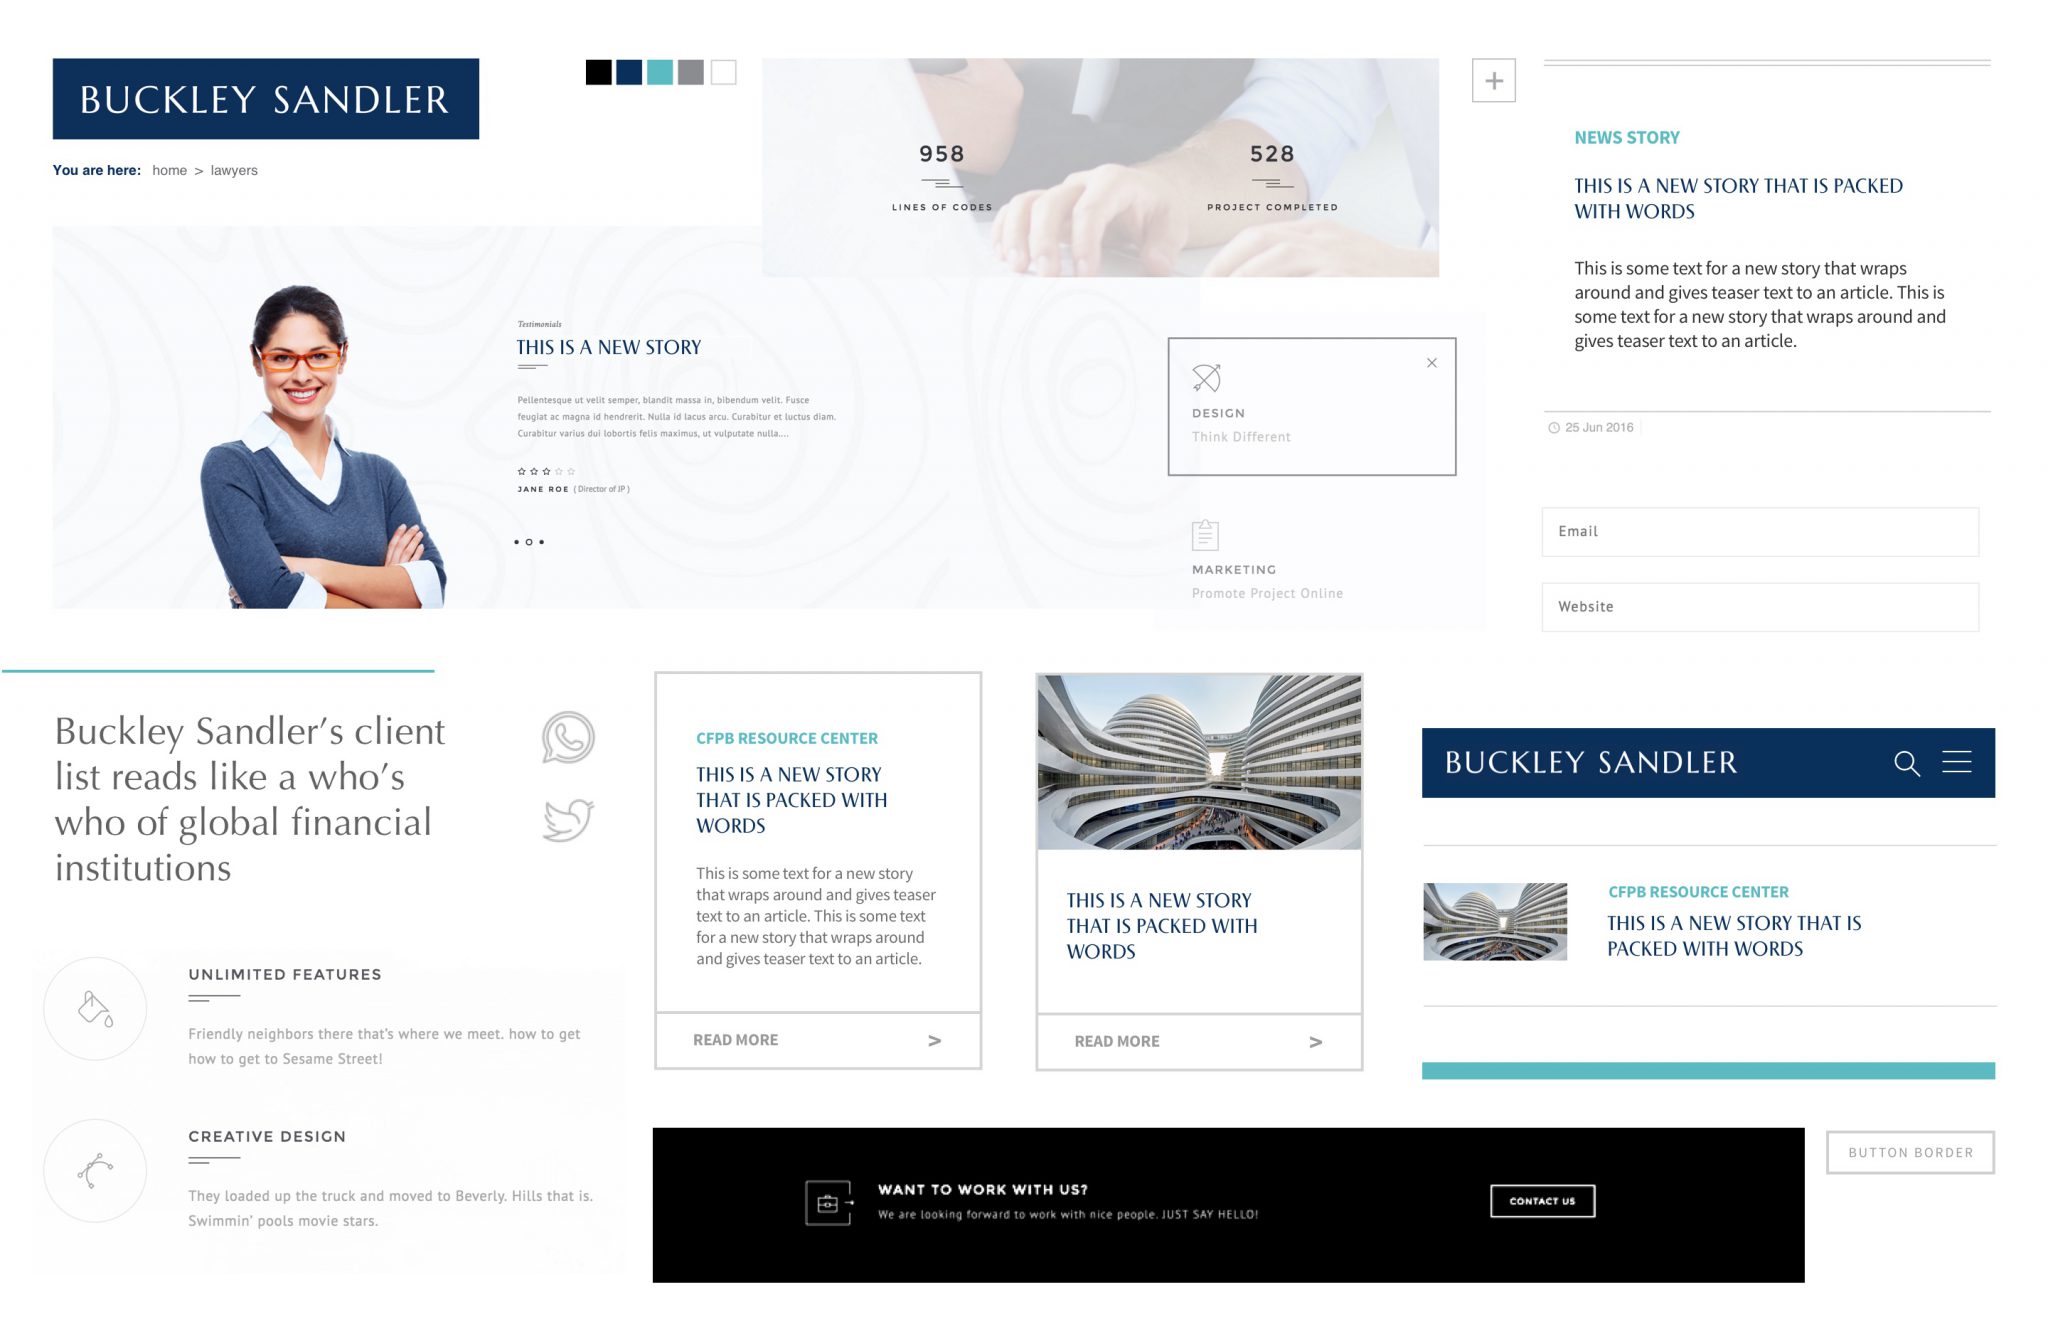 BUCKLEY SANDLER
You are here: home > lawyers
958
LINES OF CODES
528
PROJECT COMPLETED
+
NEWS STORY
THIS IS A NEW STORY THAT IS PACKED
WITH WORDS
This is some text for a new story that wraps
around and gives teaser text to an article. This is
some text for a new story that wraps around and
gives teaser text to an article.
25 Jun 2016
Testimonials
THIS IS A NEW STORY
Pellentesque ut velit semper, blandit massa in, bibendum velit. Fusce
feugiat ac magna id hendrerit. Nulla id lacus arcu. Curabitur et luctus diam.
Curabitur varius dui lobortis felis maximus, ut vulputate nulla....
JANE ROE ( Director of JP )
DESIGN
Think Different
MARKETING
Promote Project Online
Email
Website
Buckley Sandler’s client
list reads like a who’s
who of global financial
institutions
UNLIMITED FEATURES
Friendly neighbors there that’s where we meet. how to get
how to get to Sesame Street!
CREATIVE DESIGN
They loaded up the truck and moved to Beverly. Hills that is.
Swimmin’ pools movie stars.
CFPB RESOURCE CENTER
THIS IS A NEW STORY
THAT IS PACKED WITH
WORDS
This is some text for a new story
that wraps around and gives teaser
text to an article. This is some text
for a new story that wraps around
and gives teaser text to an article.
READ MORE >
THIS IS A NEW STORY
THAT IS PACKED WITH
WORDS
READ MORE >
BUCKLEY SANDLER
CFPB RESOURCE CENTER
THIS IS A NEW STORY THAT IS
PACKED WITH WORDS
WANT TO WORK WITH US?
We are looking forward to work with nice people. JUST SAY HELLO!
CONTACT US
BUTTON BORDER